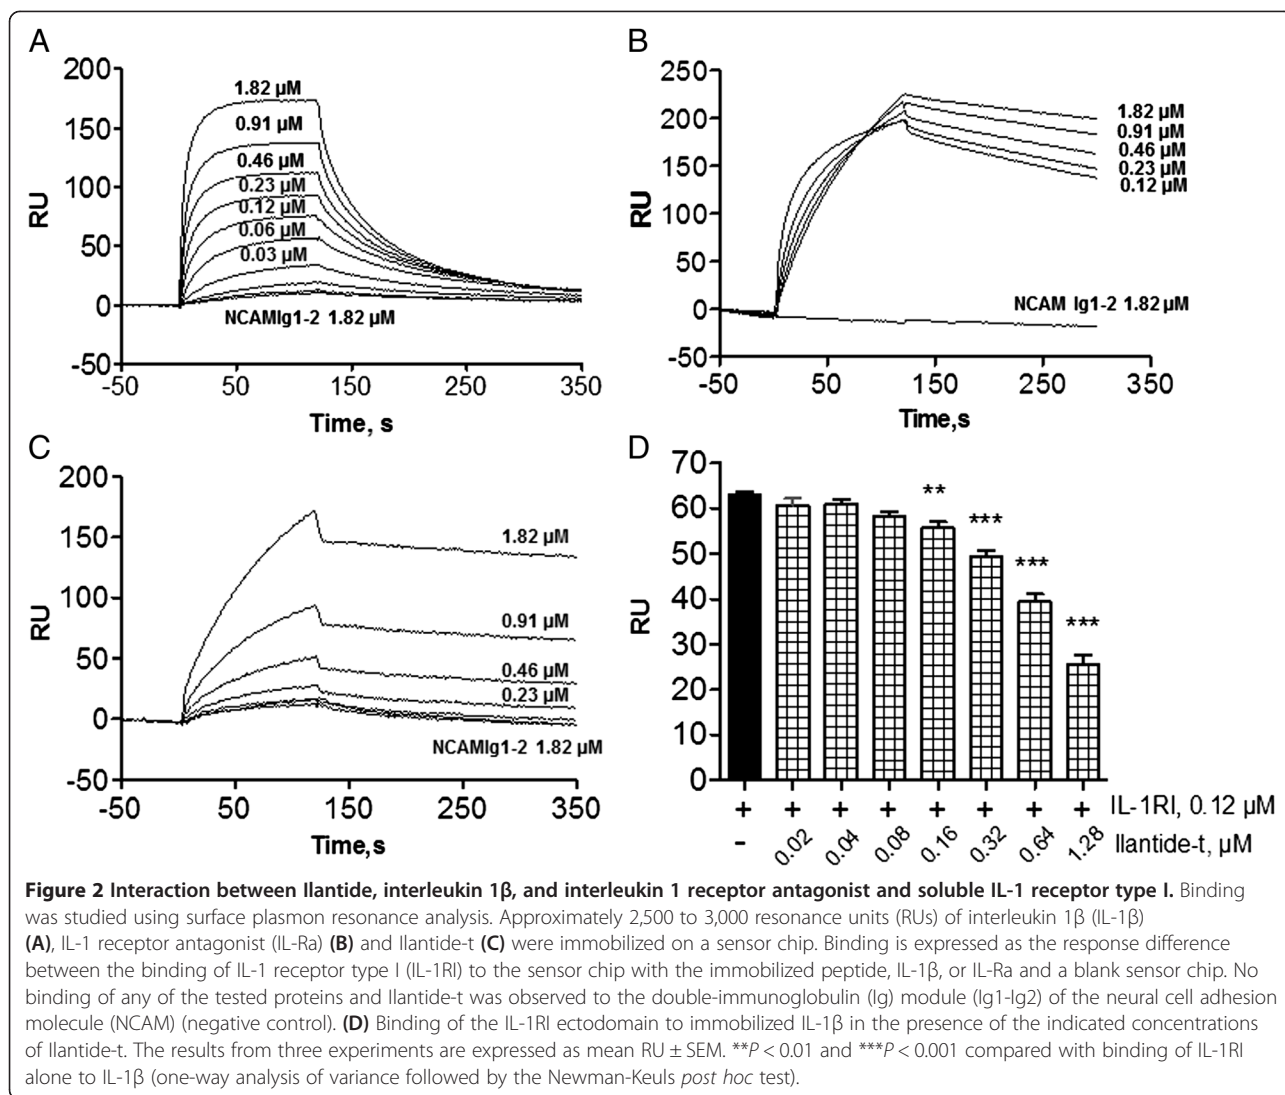 A
200
150
100
50
0
-50
RU
1.82 µM
0.91 µM
0.46 µM
0.23 µM
0.12 µM
0.06 µM
0.03 µM
NCAMIg1-2 1.82 µM
-50 50 150 250 350
Time, s
B
250
200
150
100
50
0
-50
RU
1.82 µM
0.91 µM
0.46 µM
0.23 µM
0.12 µM
NCAM Ig1-2 1.82 µM
-50 50 150 250 350
Time,s
C
200
150
100
50
0
-50
RU
1.82 µM
0.91 µM
0.46 µM
0.23 µM
NCAMIg1-2 1.82 µM
-50 50 150 250 350
Time,s
D
70
60
50
40
30
20
10
0
RU
**
***
***
***
+ + + + + + + + IL-1RI, 0.12 µM
- 0.02 0.04 0.08 0.16 0.32 0.64 1.28 Ilantide-t, µM
Figure 2 Interaction between Ilantide, interleukin 1β, and interleukin 1 receptor antagonist and soluble IL-1 receptor type I. Binding
was studied using surface plasmon resonance analysis. Approximately 2,500 to 3,000 resonance units (RUs) of interleukin 1β (IL-1β)
(A), IL-1 receptor antagonist (IL-Ra) (B) and Ilantide-t (C) were immobilized on a sensor chip. Binding is expressed as the response difference
between the binding of IL-1 receptor type I (IL-1RI) to the sensor chip with the immobilized peptide, IL-1β, or IL-Ra and a blank sensor chip. No
binding of any of the tested proteins and Ilantide-t was observed to the double-immunoglobulin (Ig) module (Ig1-Ig2) of the neural cell adhesion
molecule (NCAM) (negative control). (D) Binding of the IL-1RI ectodomain to immobilized IL-1β in the presence of the indicated concentrations
of Ilantide-t. The results from three experiments are expressed as mean RU ± SEM. **P < 0.01 and ***P < 0.001 compared with binding of IL-1RI
alone to IL-1β (one-way analysis of variance followed by the Newman-Keuls post hoc test).